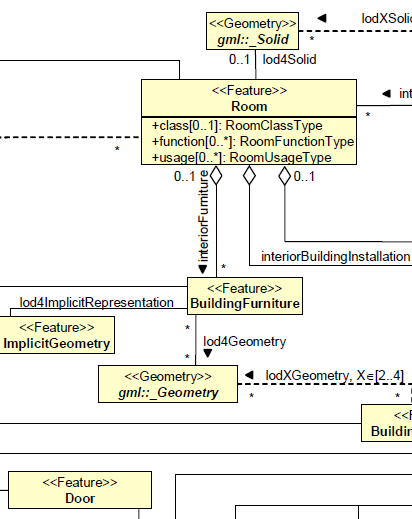 <<Geometry>>
gml::_Solid
lodXSolid
*
0..1
lod4Solid
<<Feature>>
Room
*
+class[0..1]: RoomClassType
+function[0..*]: RoomFunctionType
+usage[0..*]: RoomUsageType
*
0..1
0..1
interiorFurniture
interiorBuildingInstallation
*
<<Feature>>
BuildingFurniture
lod4ImplicitRepresentation
<<Feature>>
ImplicitGeometry
*
lod4Geometry
*
<<Geometry>>
gml::_Geometry
lodXGeometry, X∈[2..4]
*
*
<<Feature>>
Door